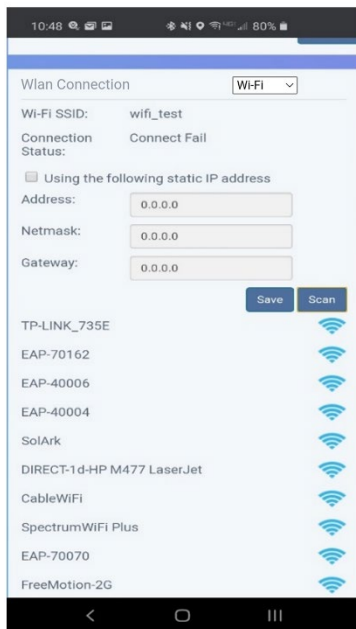 10:48 80%
Wlan Connection Wi-Fi
Wi-Fi SSID: wifi_test
Connection Status: Connect Fail
Using the following static IP address
Address: 0.0.0.0
Netmask: 0.0.0.0
Gateway: 0.0.0.0
Save Scan
TP-LINK_735E
EAP-70162
EAP-40006
EAP-40004
SolArk
DIRECT-1d-HP M477 LaserJet
CableWiFi
SpectrumWiFi Plus
EAP-70070
FreeMotion-2G